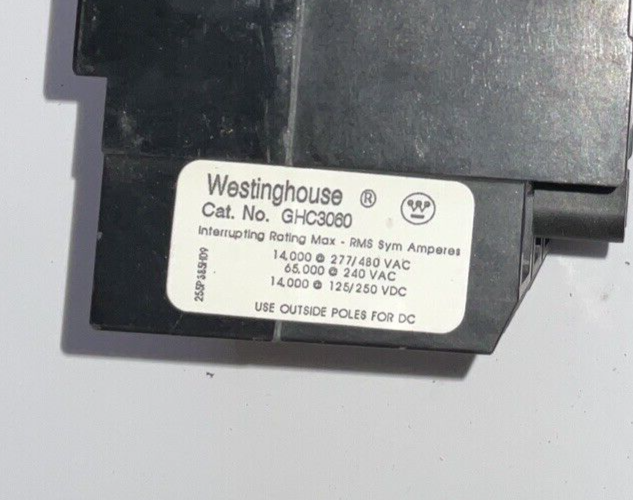 Westinghouse ®
Cat. No. GHC3060
Interrupting Rating Max - RMS Sym Amperes
14,000 @ 277/480 VAC
65,000 @ 240 VAC
14,000 @ 125/250 VDC
USE OUTSIDE POLES FOR DC